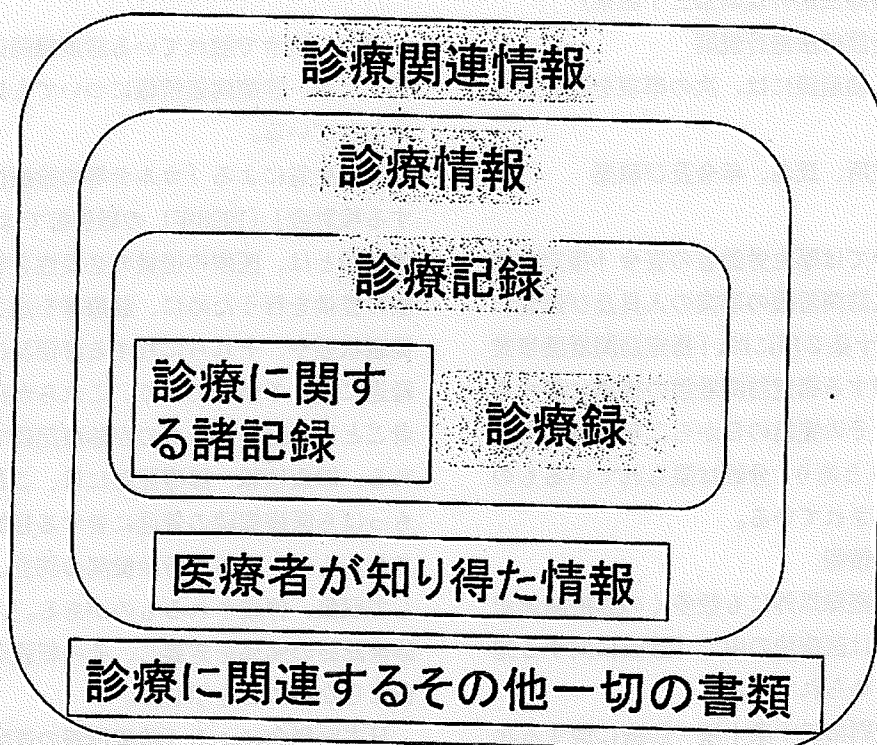 診療関連情報
診療情報
診療記録
診療に関す
る諸記録
診療録
医療者が知り得た情報
診療に関連するその他一切の書類